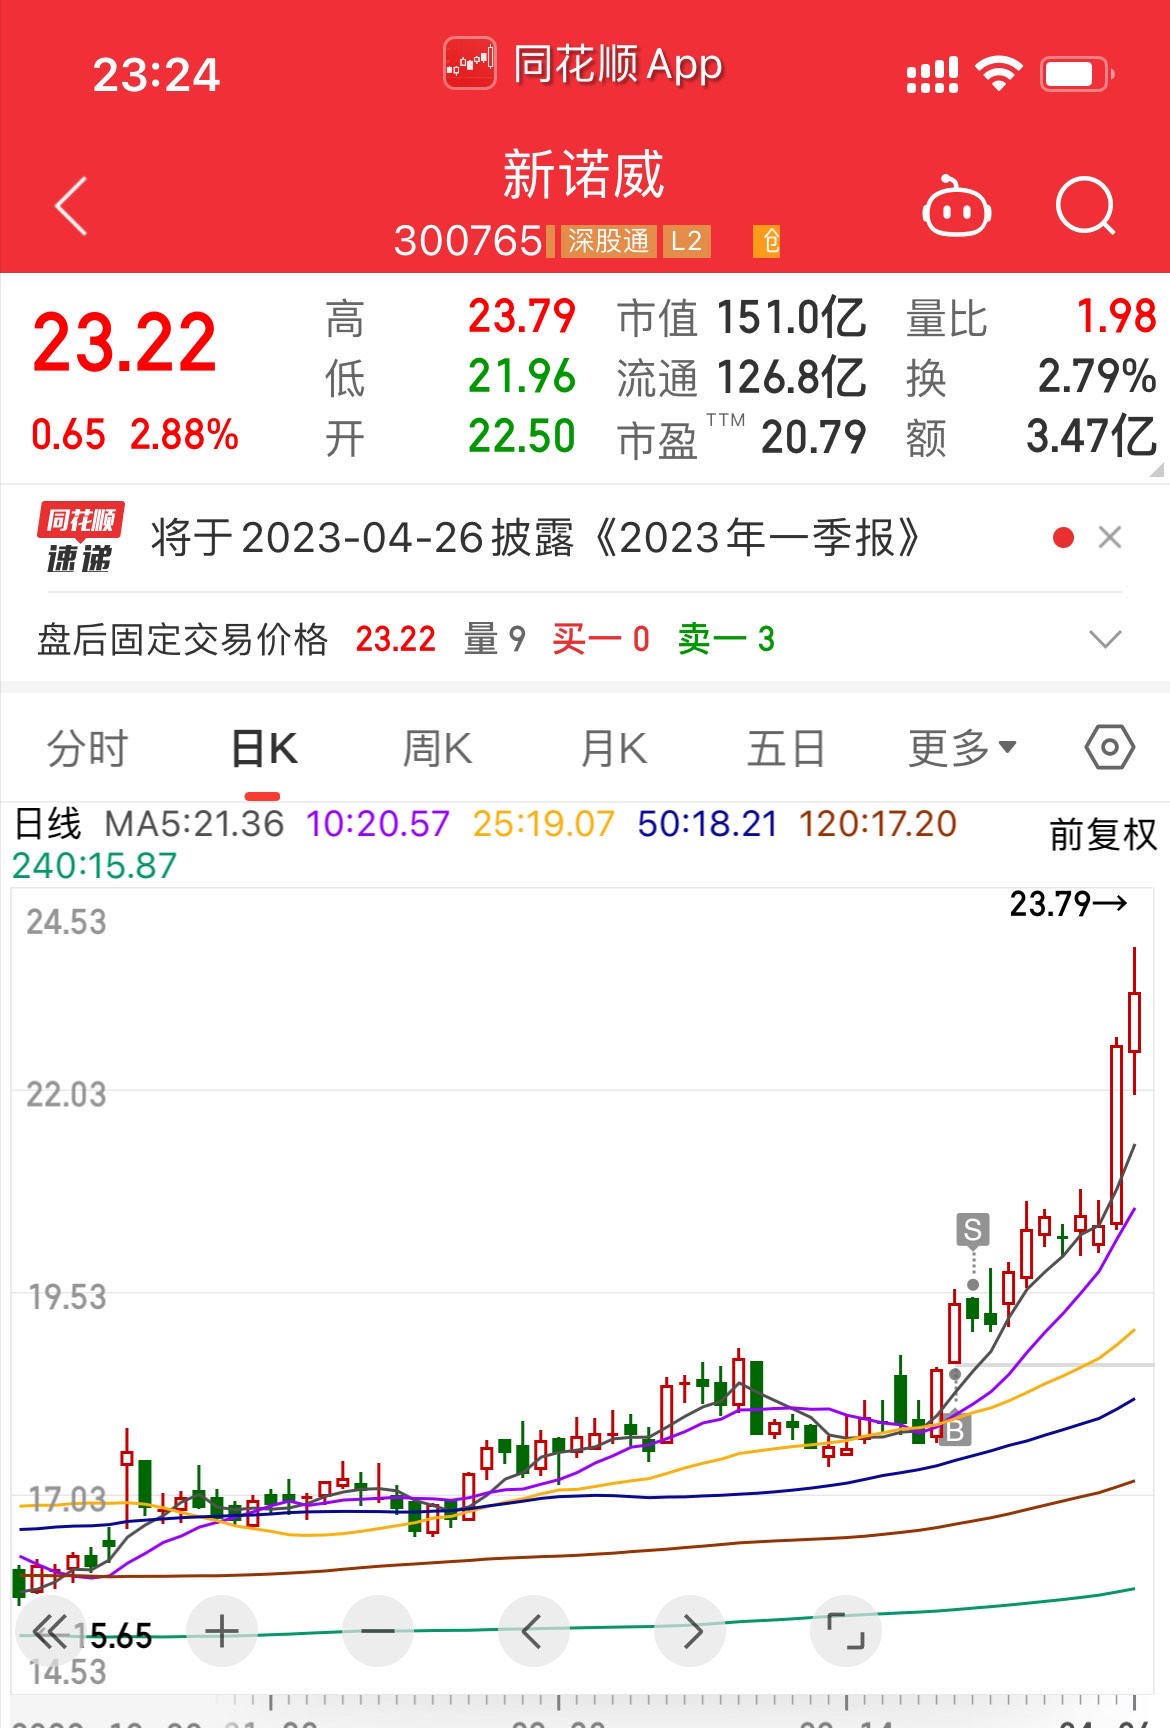 23:24 同花顺App
新诺威
300765 深股通 L2 仓
23.22 高 23.79 市值 151.0亿 量比 1.98
低 21.96 流通 126.8亿 换 2.79%
0.65 2.88% 开 22.50 市盈TTM 20.79 额 3.47亿
同花顺 速递 将于2023-04-26披露《2023年一季报》
盘后固定交易价格 23.22 量 9 买一 0 卖一 3
分时 日K 周K 月K 五日 更多
日线 MA5:21.36 10:20.57 25:19.07 50:18.21 120:17.20 前复权
240:15.87
23.79→
24.53
22.03
S
19.53
B
17.03
15.65
14.53